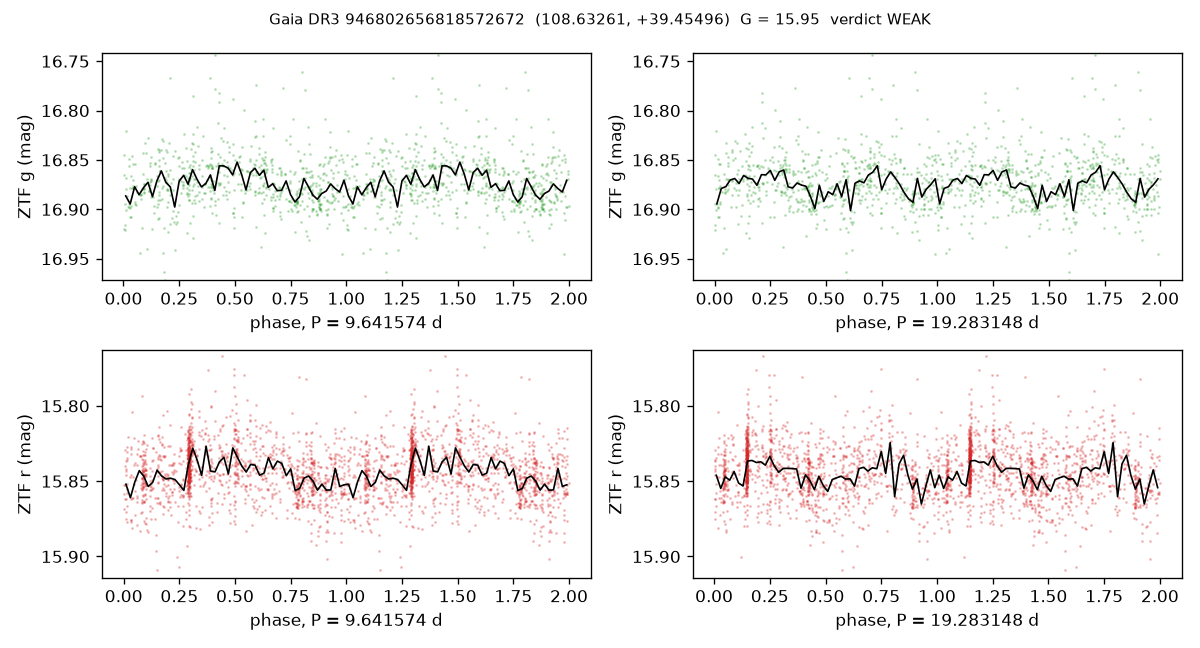 Gaia DR3 946802656818572672 (108.63261, +39.45496) G = 15.95 verdict WEAK
ZTF g (mag)
16.75
16.80
16.85
16.90
16.95
0.00 0.25 0.50 0.75 1.00 1.25 1.50 1.75 2.00
phase, P = 9.641574 d
ZTF g (mag)
16.75
16.80
16.85
16.90
16.95
0.00 0.25 0.50 0.75 1.00 1.25 1.50 1.75 2.00
phase, P = 19.283148 d
ZTF r (mag)
15.80
15.85
15.90
0.00 0.25 0.50 0.75 1.00 1.25 1.50 1.75 2.00
phase, P = 9.641574 d
ZTF r (mag)
15.80
15.85
15.90
0.00 0.25 0.50 0.75 1.00 1.25 1.50 1.75 2.00
phase, P = 19.283148 d